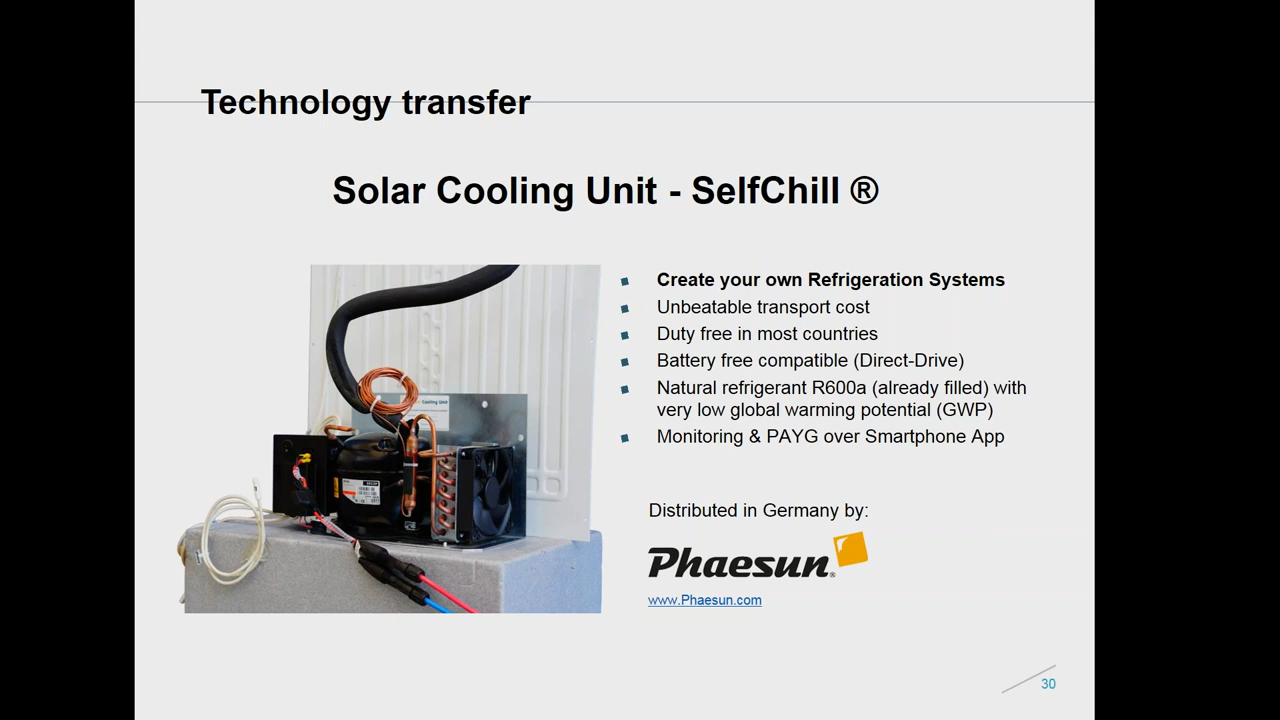 Technology transfer
Solar Cooling Unit - SelfChill ®
Cooling Unit
Create your own Refrigeration Systems
Unbeatable transport cost
Duty free in most countries
Battery free compatible (Direct-Drive)
Natural refrigerant R600a (already filled) with
very low global warming potential (GWP)
Monitoring & PAYG over Smartphone App
Distributed in Germany by:
Phaesun®
www.Phaesun.com
30